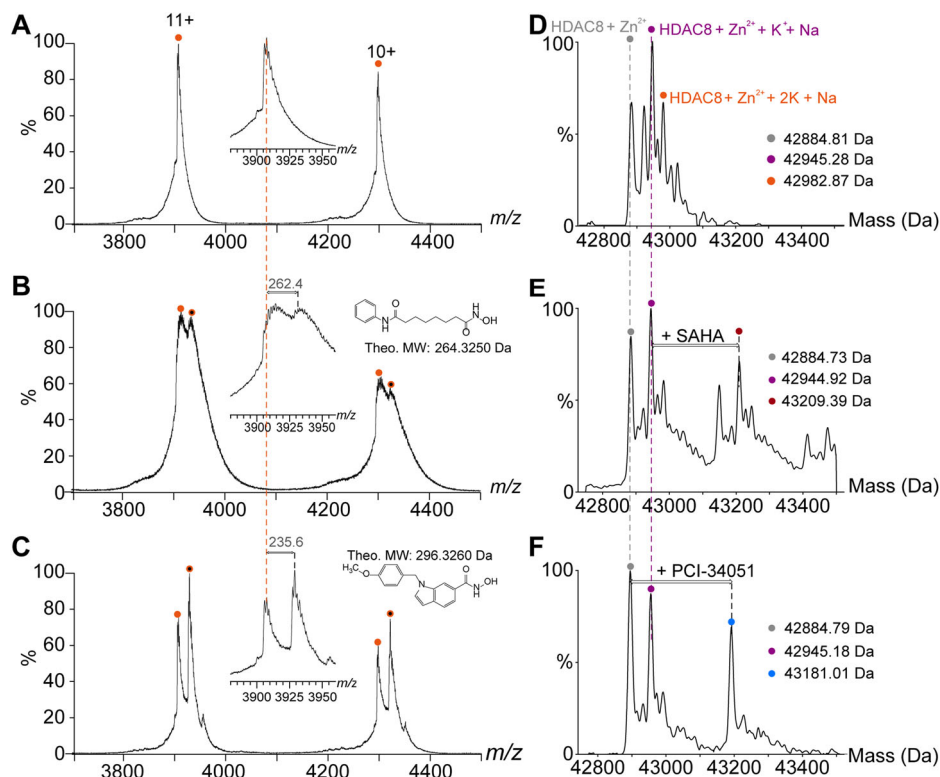 A
11+
10+
100
80
60
40
20
0
%
3900 3925 3950 m/z
3800 4000 4200 4400 m/z
B
262.4
100
80
60
40
20
0
%
O
H
N
OH
N
H
O
Theo. MW: 264.3250 Da
3900 3925 3950 m/z
3800 4000 4200 4400 m/z
C
235.6
100
80
60
40
20
0
%
Theo. MW: 296.3260 Da
H₃C
O
N
O
N
H
OH
3900 3925 3950 m/z
3800 4000 4200 4400 m/z
D
HDAC8 + Zn²⁺
HDAC8 + Zn²⁺ + K⁺ + Na
HDAC8 + Zn²⁺ + 2K + Na
100
%
0
42884.81 Da
42945.28 Da
42982.87 Da
42800 43000 43200 43400 Mass (Da)
E
+ SAHA
100
%
0
42884.73 Da
42944.92 Da
43209.39 Da
42800 43000 43200 43400 Mass (Da)
F
+ PCI-34051
100
%
0
42884.79 Da
42945.18 Da
43181.01 Da
42800 43000 43200 43400 Mass (Da)